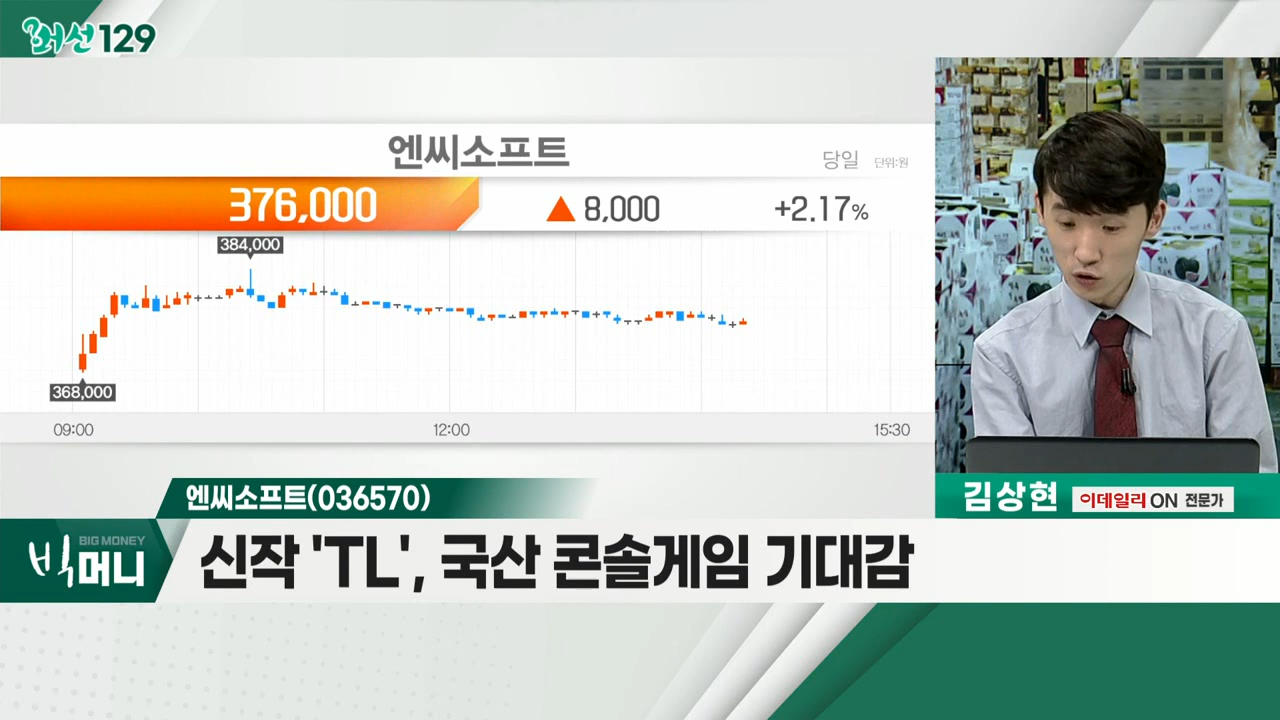 최선129
엔씨소프트
당일 단위:원
376,000 ▲ 8,000 +2.17%
384,000
368,000
09:00 12:00 15:30
엔씨소프트(036570)
김상현 이데일리ON 전문가
BIG MONEY
빅머니
신작 'TL', 국산 콘솔게임 기대감